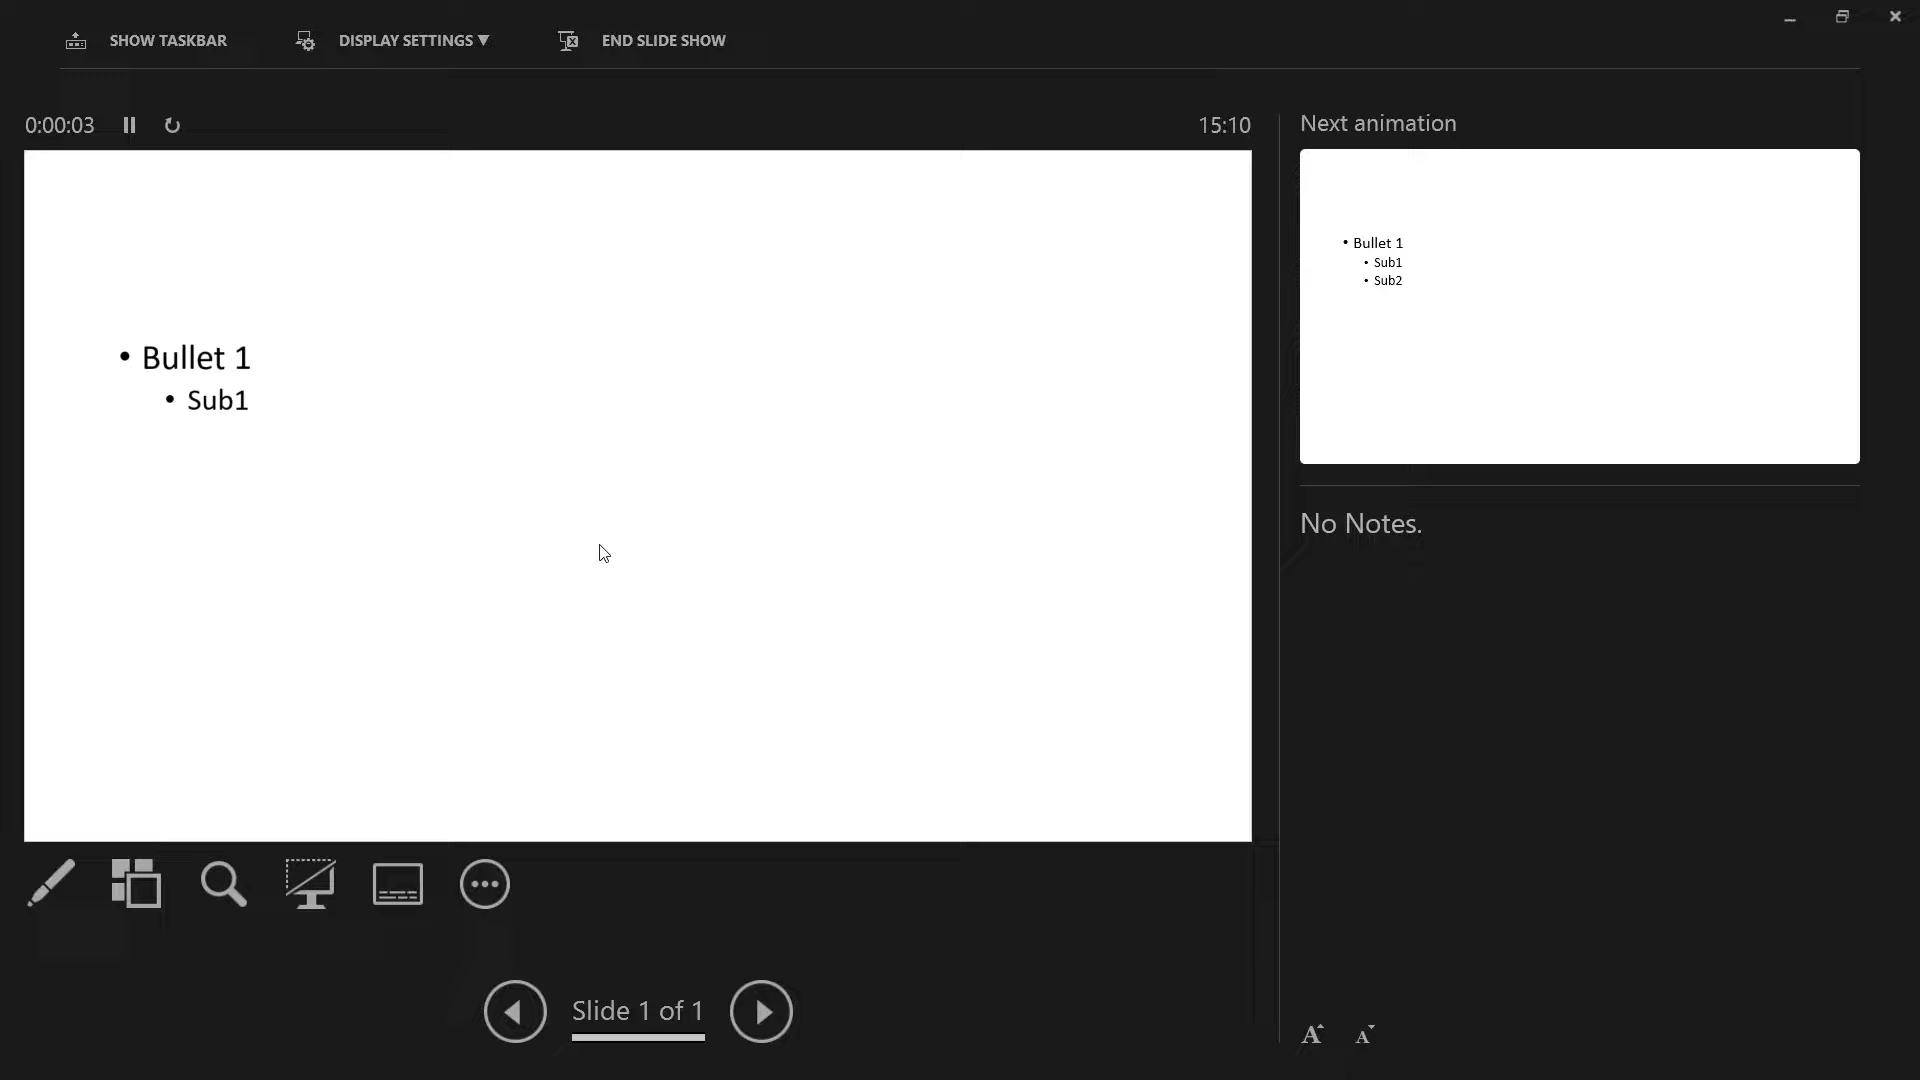 SHOW TASKBAR
DISPLAY SETTINGS ▼
END SLIDE SHOW
0:00:03
15:10
• Bullet 1
• Sub1
Slide 1 of 1
Next animation
• Bullet 1
• Sub1
• Sub2
No Notes.
A A